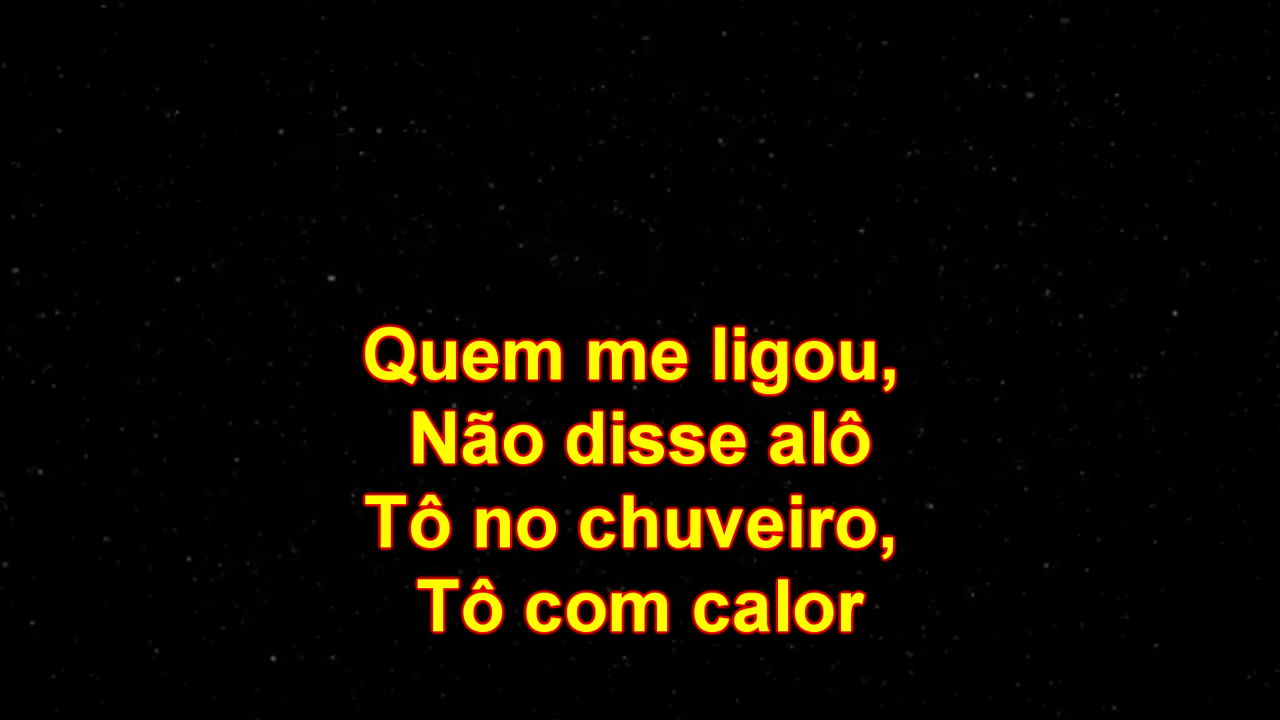 Quem me ligou,
Não disse alô
Tô no chuveiro,
Tô com calor